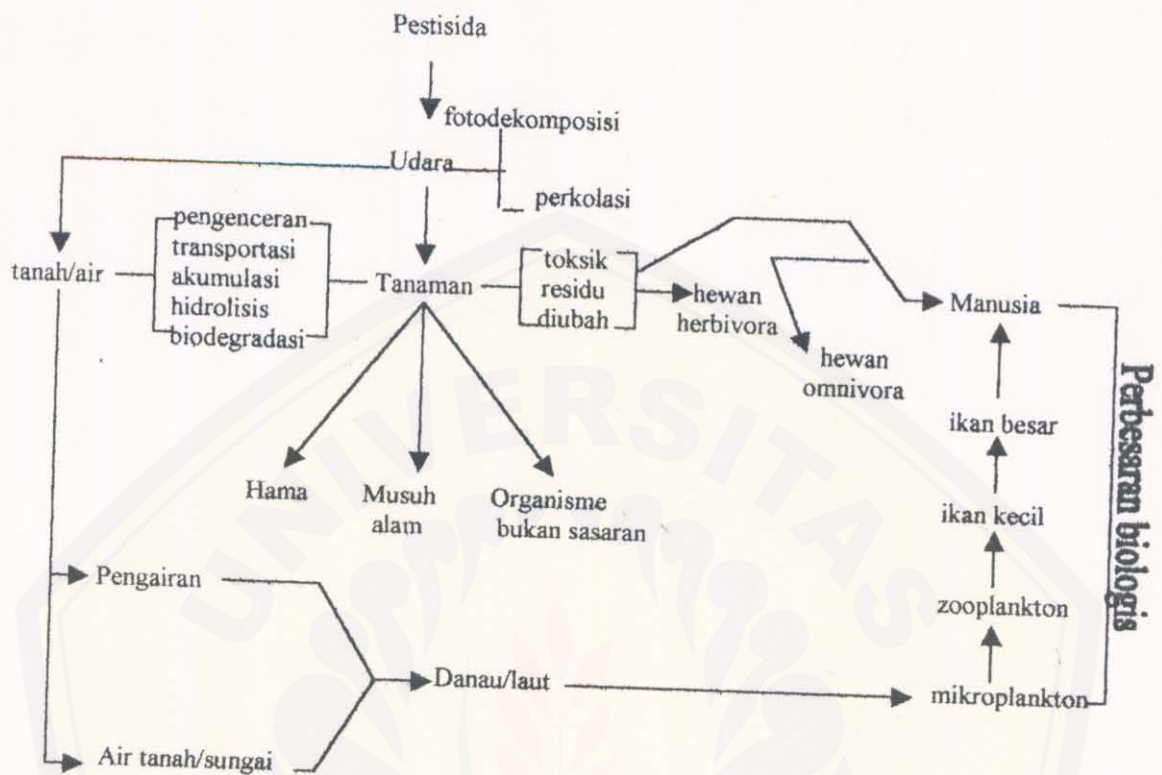 Pestisida
fotodekomposisi
Udara
perkolasi
pengenceran
transportasi
akumulasi
hidrolisis
biodegradasi
tanah/air
Tanaman
toksik
residu
diubah
hewan
herbivora
hewan
omnivora
Manusia
ikan besar
ikan kecil
zooplankton
mikroplankton
Perbesaran biologis
Hama
Musuh
alam
Organisme
bukan sasaran
Pengairan
Danau/laut
Air tanah/sungai
UNIVERSITAS